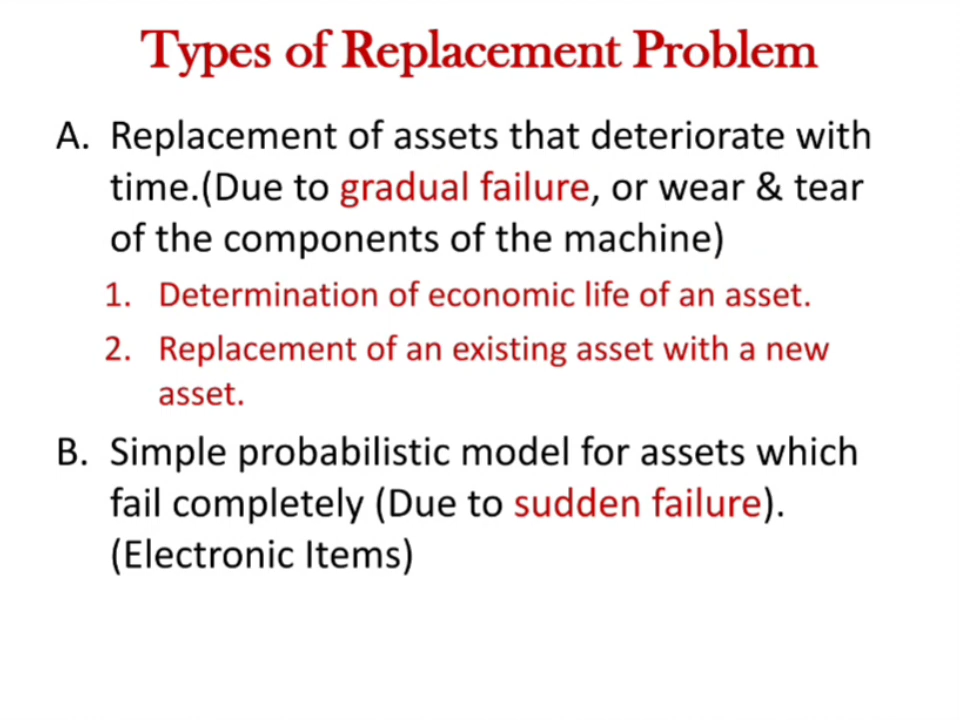 Types of Replacement Problem
A. Replacement of assets that deteriorate with
time.(Due to gradual failure, or wear & tear
of the components of the machine)
1. Determination of economic life of an asset.
2. Replacement of an existing asset with a new
asset.
B. Simple probabilistic model for assets which
fail completely (Due to sudden failure).
(Electronic Items)